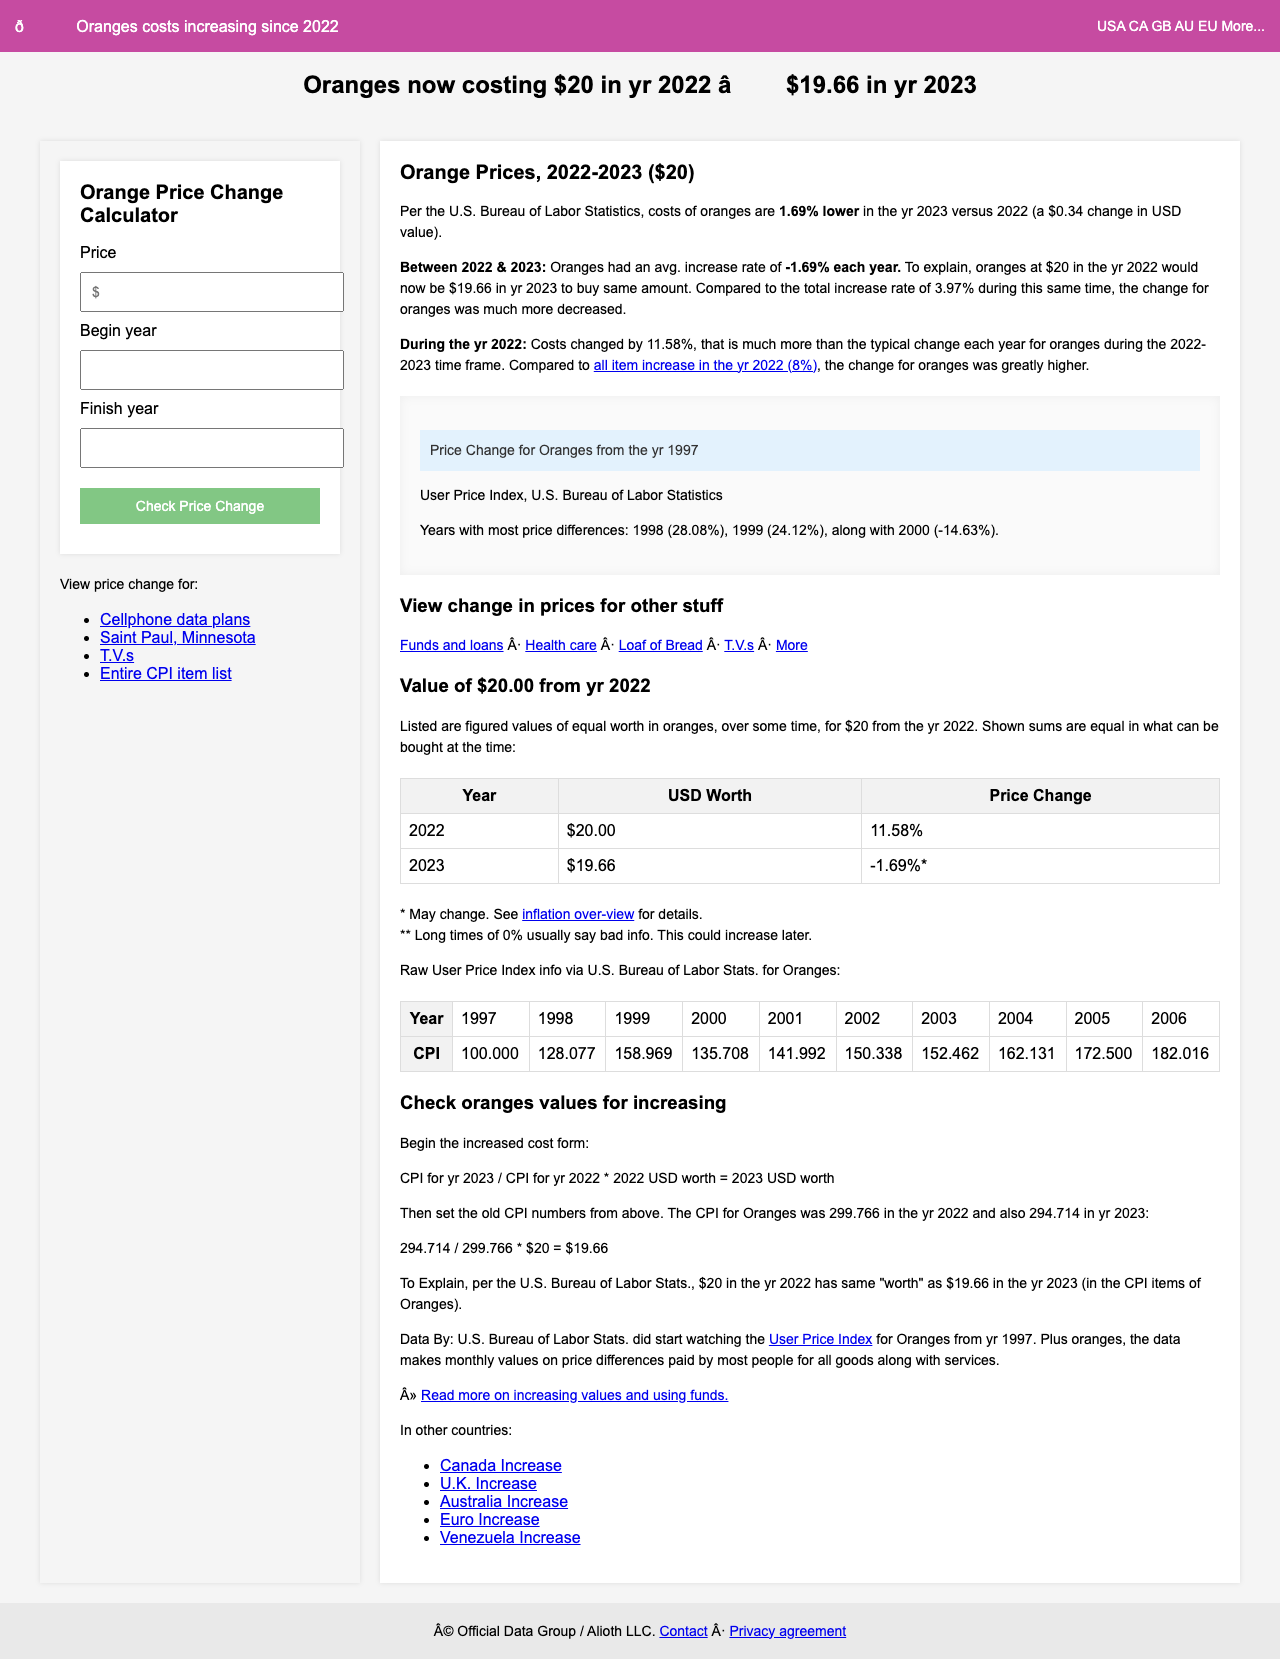 ð Oranges costs increasing since 2022
USA CA GB AU EU More...
Oranges now costing $20 in yr 2022 â $19.66 in yr 2023
Orange Price Change
Calculator
Price
$
Begin year
Finish year
Check Price Change
View price change for:
Cellphone data plans
Saint Paul, Minnesota
T.V.s
Entire CPI item list
Orange Prices, 2022-2023 ($20)
Per the U.S. Bureau of Labor Statistics, costs of oranges are 1.69% lower in the yr 2023 versus 2022 (a $0.34 change in USD
value).
Between 2022 & 2023: Oranges had an avg. increase rate of -1.69% each year. To explain, oranges at $20 in the yr 2022 would
now be $19.66 in yr 2023 to buy same amount. Compared to the total increase rate of 3.97% during this same time, the change for
oranges was much more decreased.
During the yr 2022: Costs changed by 11.58%, that is much more than the typical change each year for oranges during the 2022-
2023 time frame. Compared to all item increase in the yr 2022 (8%), the change for oranges was greatly higher.
Price Change for Oranges from the yr 1997
User Price Index, U.S. Bureau of Labor Statistics
Years with most price differences: 1998 (28.08%), 1999 (24.12%), along with 2000 (-14.63%).
View change in prices for other stuff
Funds and loans Â· Health care Â· Loaf of Bread Â· T.V.s Â· More
Value of $20.00 from yr 2022
Listed are figured values of equal worth in oranges, over some time, for $20 from the yr 2022. Shown sums are equal in what can be
bought at the time:
Year USD Worth Price Change
2022 $20.00 11.58%
2023 $19.66 -1.69%*
* May change. See inflation over-view for details.
** Long times of 0% usually say bad info. This could increase later.
Raw User Price Index info via U.S. Bureau of Labor Stats. for Oranges:
Year 1997 1998 1999 2000 2001 2002 2003 2004 2005 2006
CPI 100.000 128.077 158.969 135.708 141.992 150.338 152.462 162.131 172.500 182.016
Check oranges values for increasing
Begin the increased cost form:
CPI for yr 2023 / CPI for yr 2022 * 2022 USD worth = 2023 USD worth
Then set the old CPI numbers from above. The CPI for Oranges was 299.766 in the yr 2022 and also 294.714 in yr 2023:
294.714 / 299.766 * $20 = $19.66
To Explain, per the U.S. Bureau of Labor Stats., $20 in the yr 2022 has same "worth" as $19.66 in the yr 2023 (in the CPI items of
Oranges).
Data By: U.S. Bureau of Labor Stats. did start watching the User Price Index for Oranges from yr 1997. Plus oranges, the data
makes monthly values on price differences paid by most people for all goods along with services.
Â» Read more on increasing values and using funds.
In other countries:
Canada Increase
U.K. Increase
Australia Increase
Euro Increase
Venezuela Increase
Â© Official Data Group / Alioth LLC. Contact Â· Privacy agreement